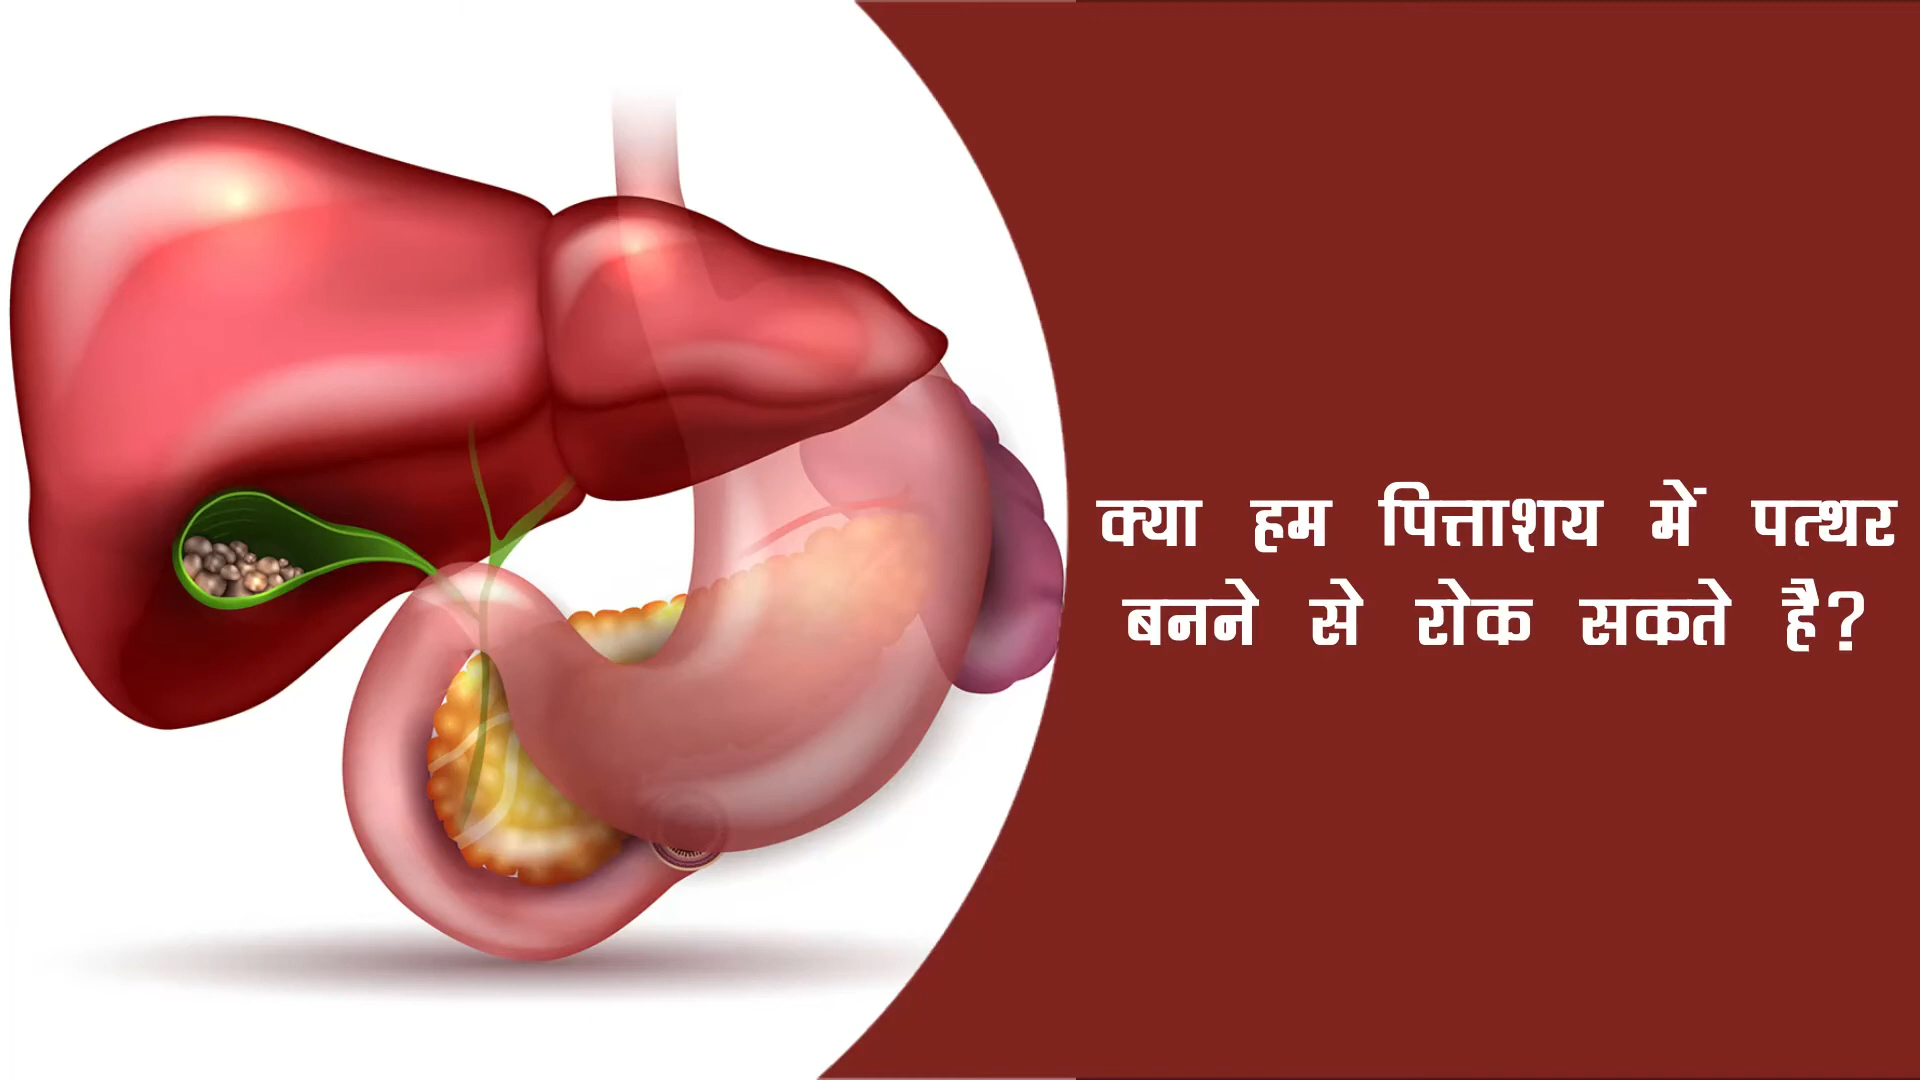 क्या हम पित्ताशय में पत्थर
बनने से रोक सकते है?